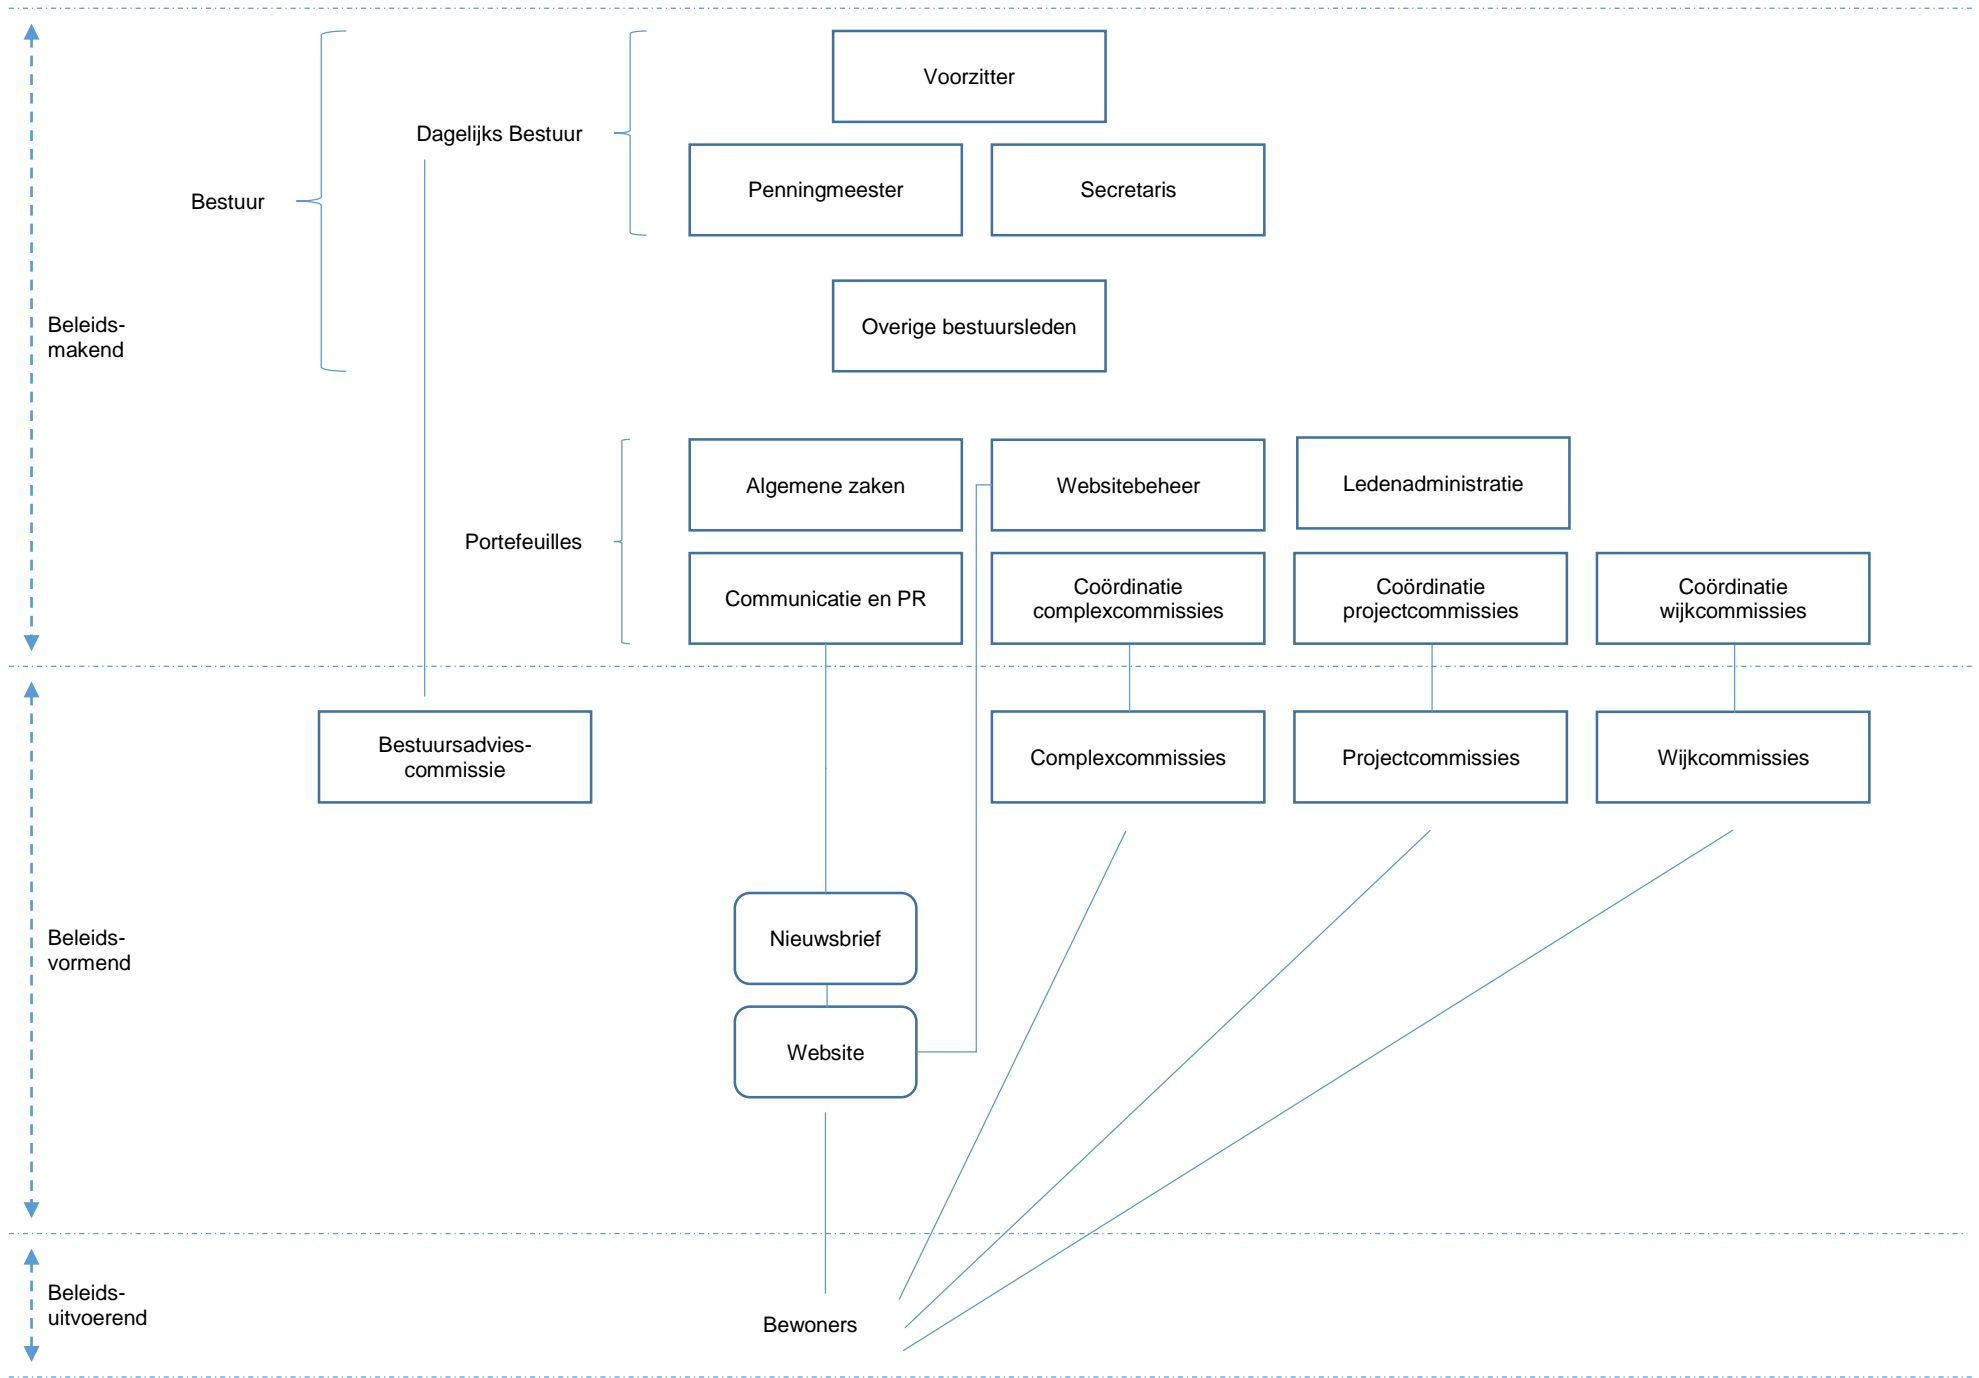 Voorzitter
Dagelijks Bestuur
Penningmeester
Secretaris
Bestuur
Overige bestuursleden
Beleids-
makend
Algemene zaken
Websitebeheer
Ledenadministratie
Portefeuilles
Communicatie en PR
Coördinatie
complexcommissies
Coördinatie
projectcommissies
Coördinatie
wijkcommissies
Bestuursadvies-
commissie
Complexcommissies
Projectcommissies
Wijkcommissies
Beleids-
vormend
Nieuwsbrief
Website
Beleids-
uitvoerend
Bewoners